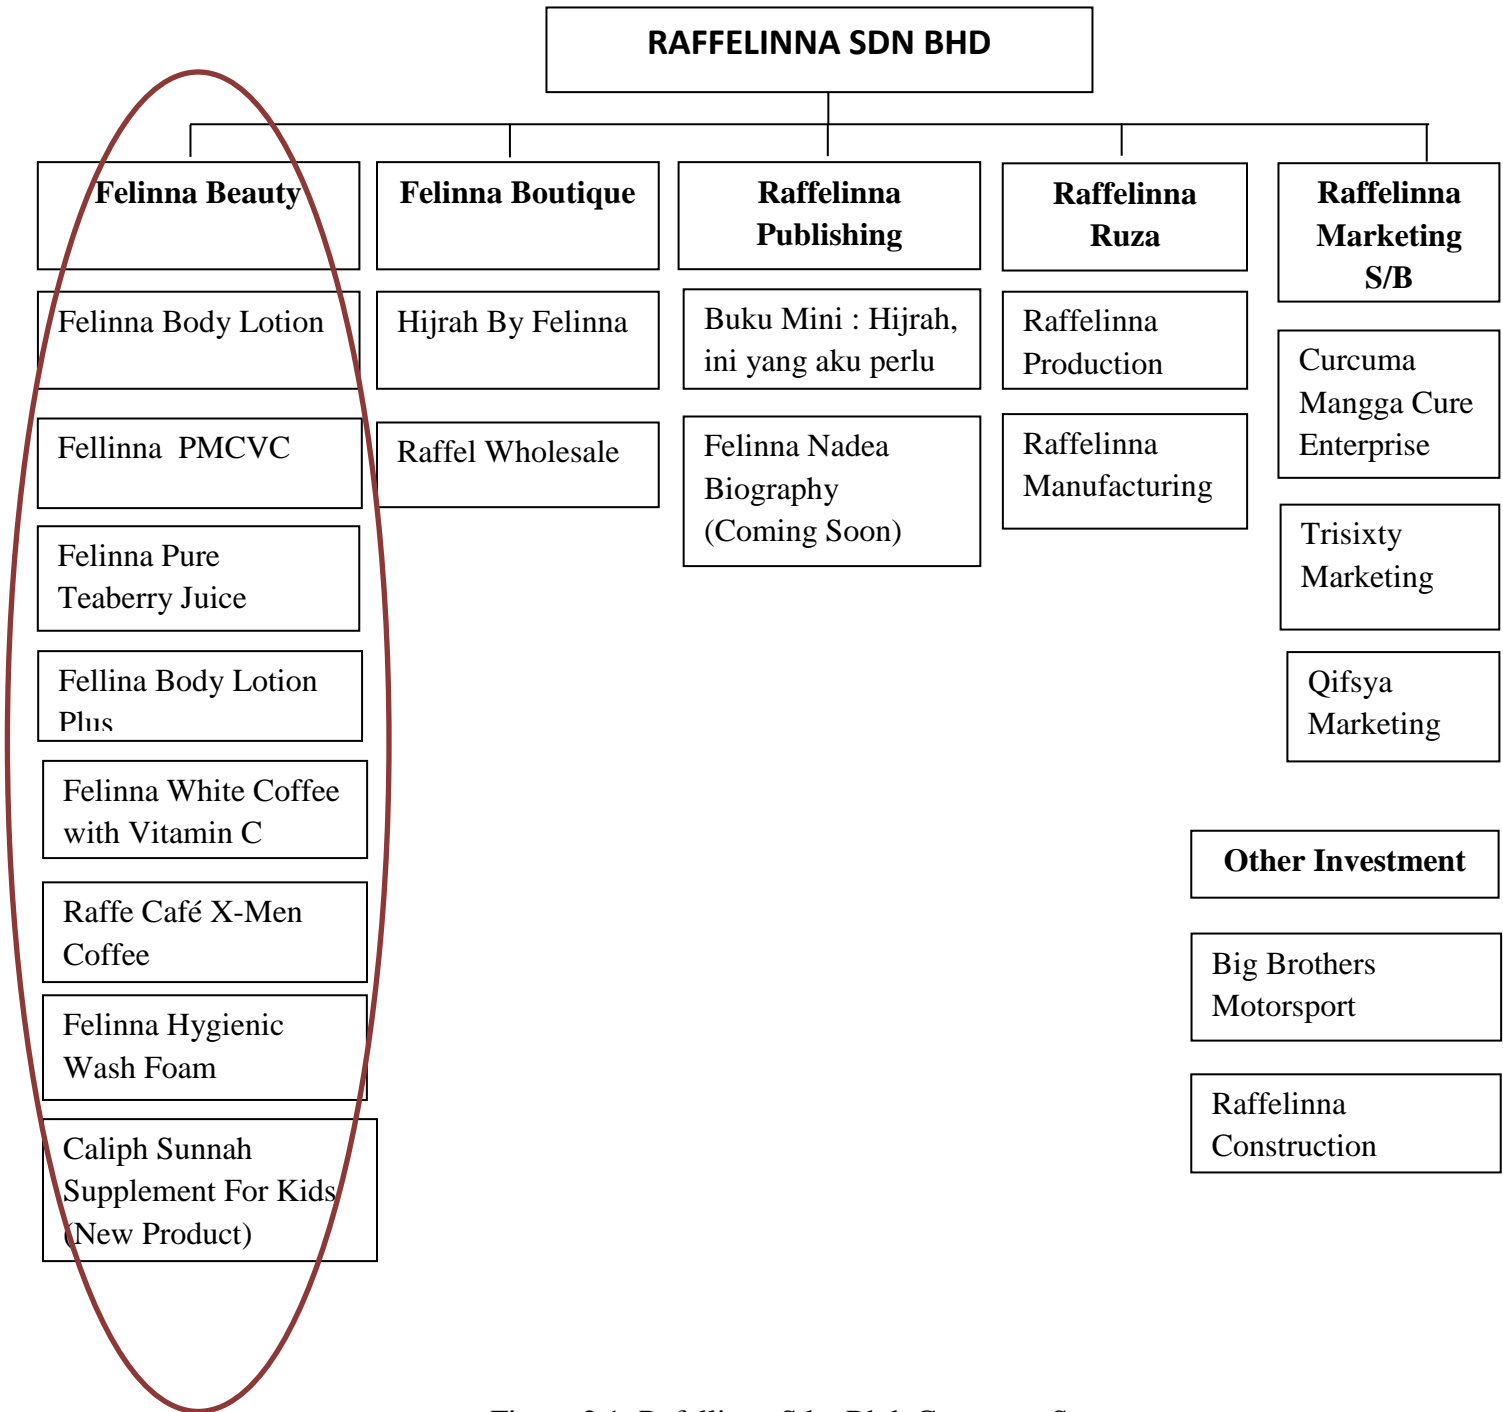 RAFFELINNA SDN BHD
Felinna Beauty
Felinna Body Lotion
Fellinna PMCVC
Felinna Pure
Teaberry Juice
Fellina Body Lotion
Plus
Felinna White Coffee
with Vitamin C
Raffe Café X-Men
Coffee
Felinna Hygienic
Wash Foam
Caliph Sunnah
Supplement For Kids
(New Product)
Felinna Boutique
Hijrah By Felinna
Raffel Wholesale
Raffelinna
Publishing
Buku Mini : Hijrah,
ini yang aku perlu
Felinna Nadea
Biography
(Coming Soon)
Raffelinna
Ruza
Raffelinna
Production
Raffelinna
Manufacturing
Raffelinna
Marketing
S/B
Curcuma
Mangga Cure
Enterprise
Trisixty
Marketing
Qifsya
Marketing
Other Investment
Big Brothers
Motorsport
Raffelinna
Construction